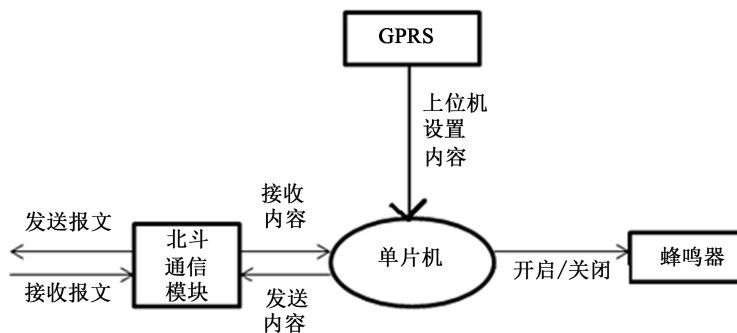 GPRS
上位机
设置
内容
接收
内容
发送报文
北斗
通信
模块
单片机
蜂鸣器
开启/关闭
接收报文
发送
内容